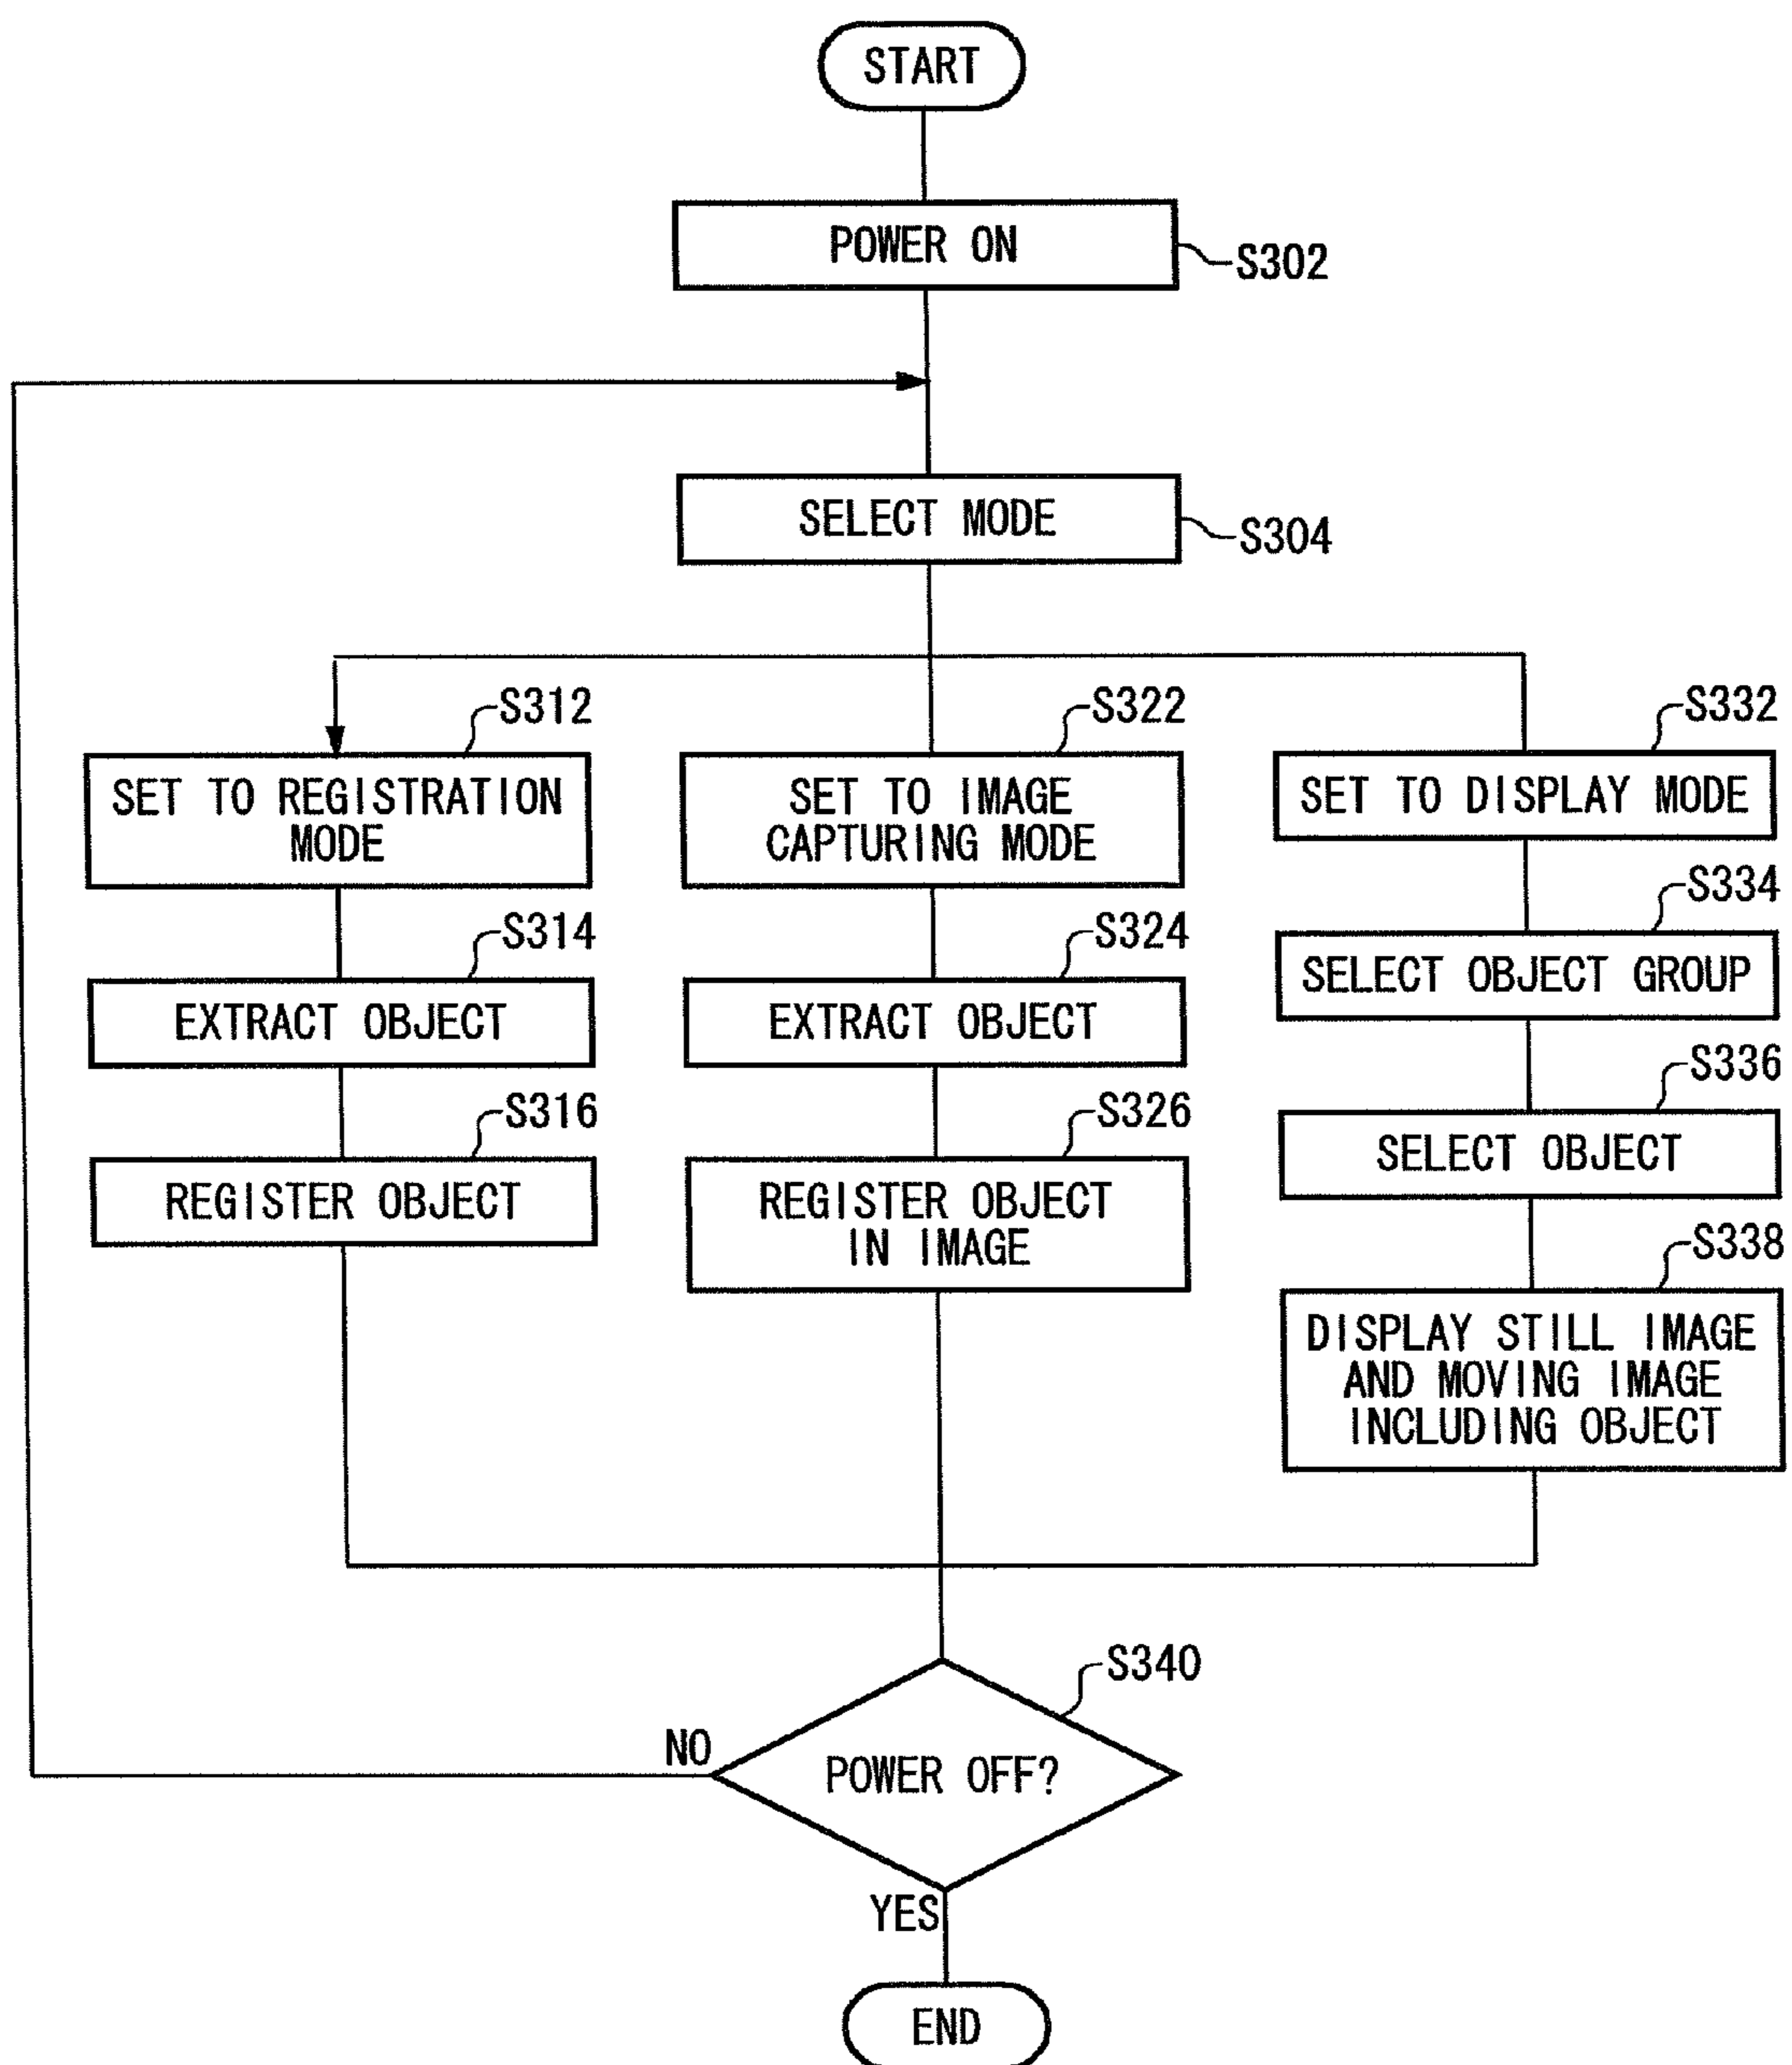 START
POWER ON
S302
SELECT MODE
S304
S312
SET TO REGISTRATION
MODE
S314
EXTRACT OBJECT
S316
REGISTER OBJECT
S322
SET TO IMAGE
CAPTURING MODE
S324
EXTRACT OBJECT
S326
REGISTER OBJECT
IN IMAGE
S332
SET TO DISPLAY MODE
S334
SELECT OBJECT GROUP
S336
SELECT OBJECT
S338
DISPLAY STILL IMAGE
AND MOVING IMAGE
INCLUDING OBJECT
S340
POWER OFF?
NO
YES
END